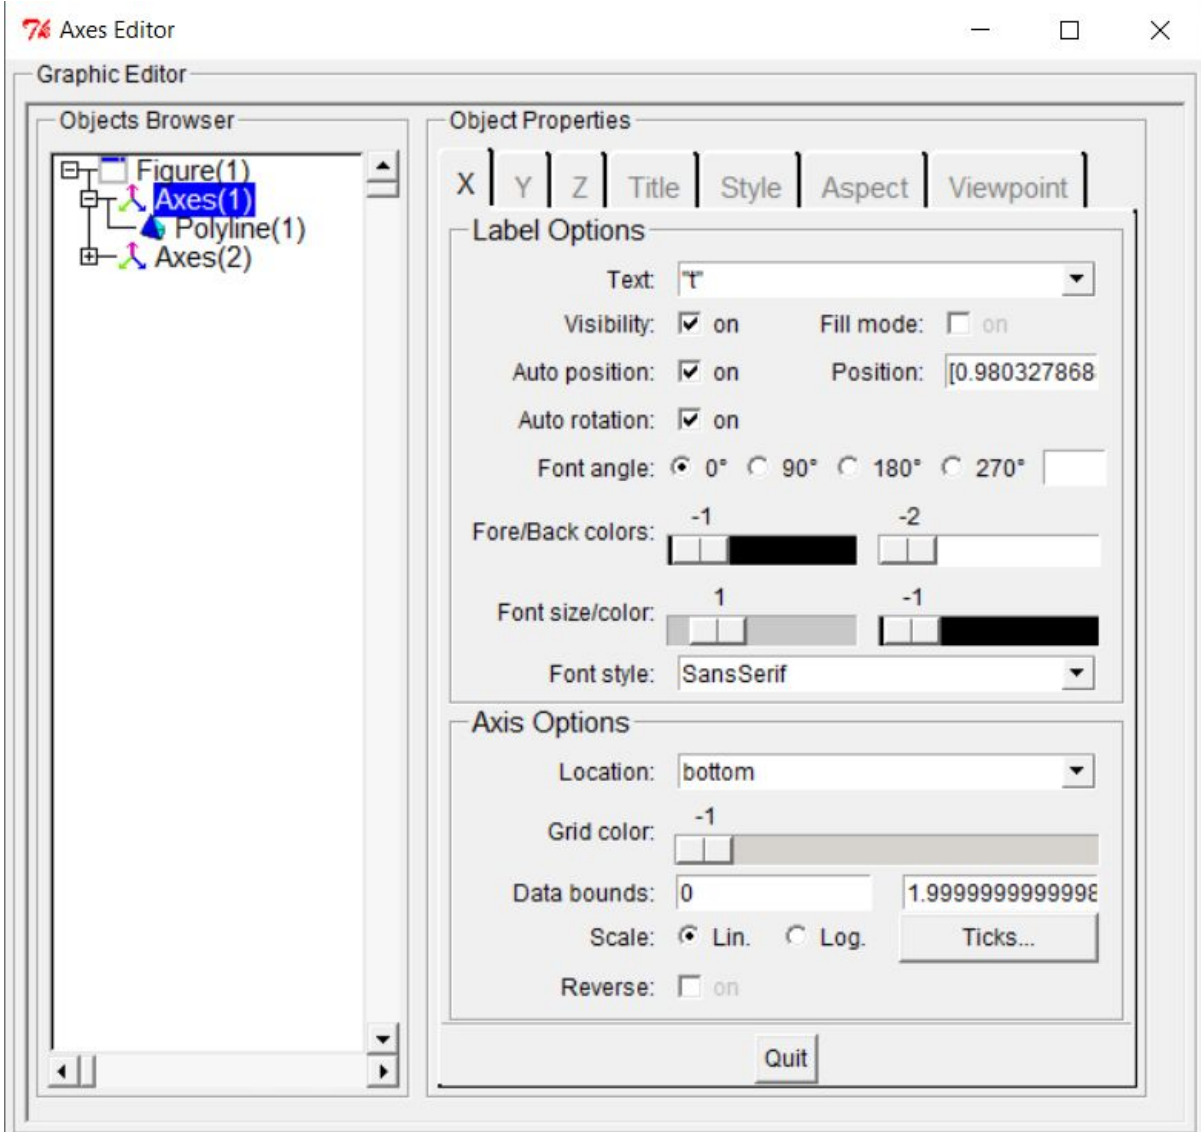 Axes Editor
Graphic Editor
Objects Browser
Figure(1)
Axes(1)
Polyline(1)
Axes(2)
Object Properties
X Y Z Title Style Aspect Viewpoint
Label Options
Text: "t"
Visibility: on Fill mode: on
Auto position: on Position: [0.980327868
Auto rotation: on
Font angle: 0° 90° 180° 270°
-1 -2
Fore/Back colors:
1 -1
Font size/color:
Font style: SansSerif
Axis Options
Location: bottom
-1
Grid color:
Data bounds: 0 1.9999999999998
Scale: Lin. Log. Ticks...
Reverse: on
Quit